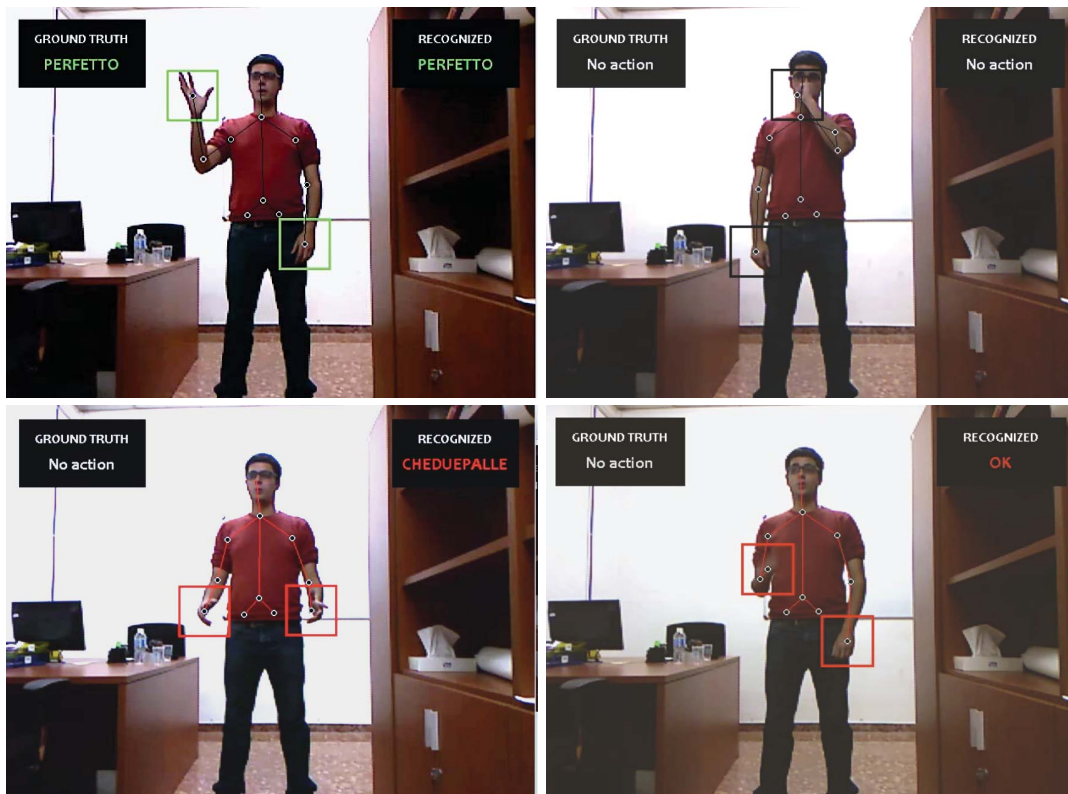 GROUND TRUTH
PERFETTO
RECOGNIZED
PERFETTO
GROUND TRUTH
No action
RECOGNIZED
No action
GROUND TRUTH
No action
RECOGNIZED
CHEDUEPALLE
GROUND TRUTH
No action
RECOGNIZED
OK